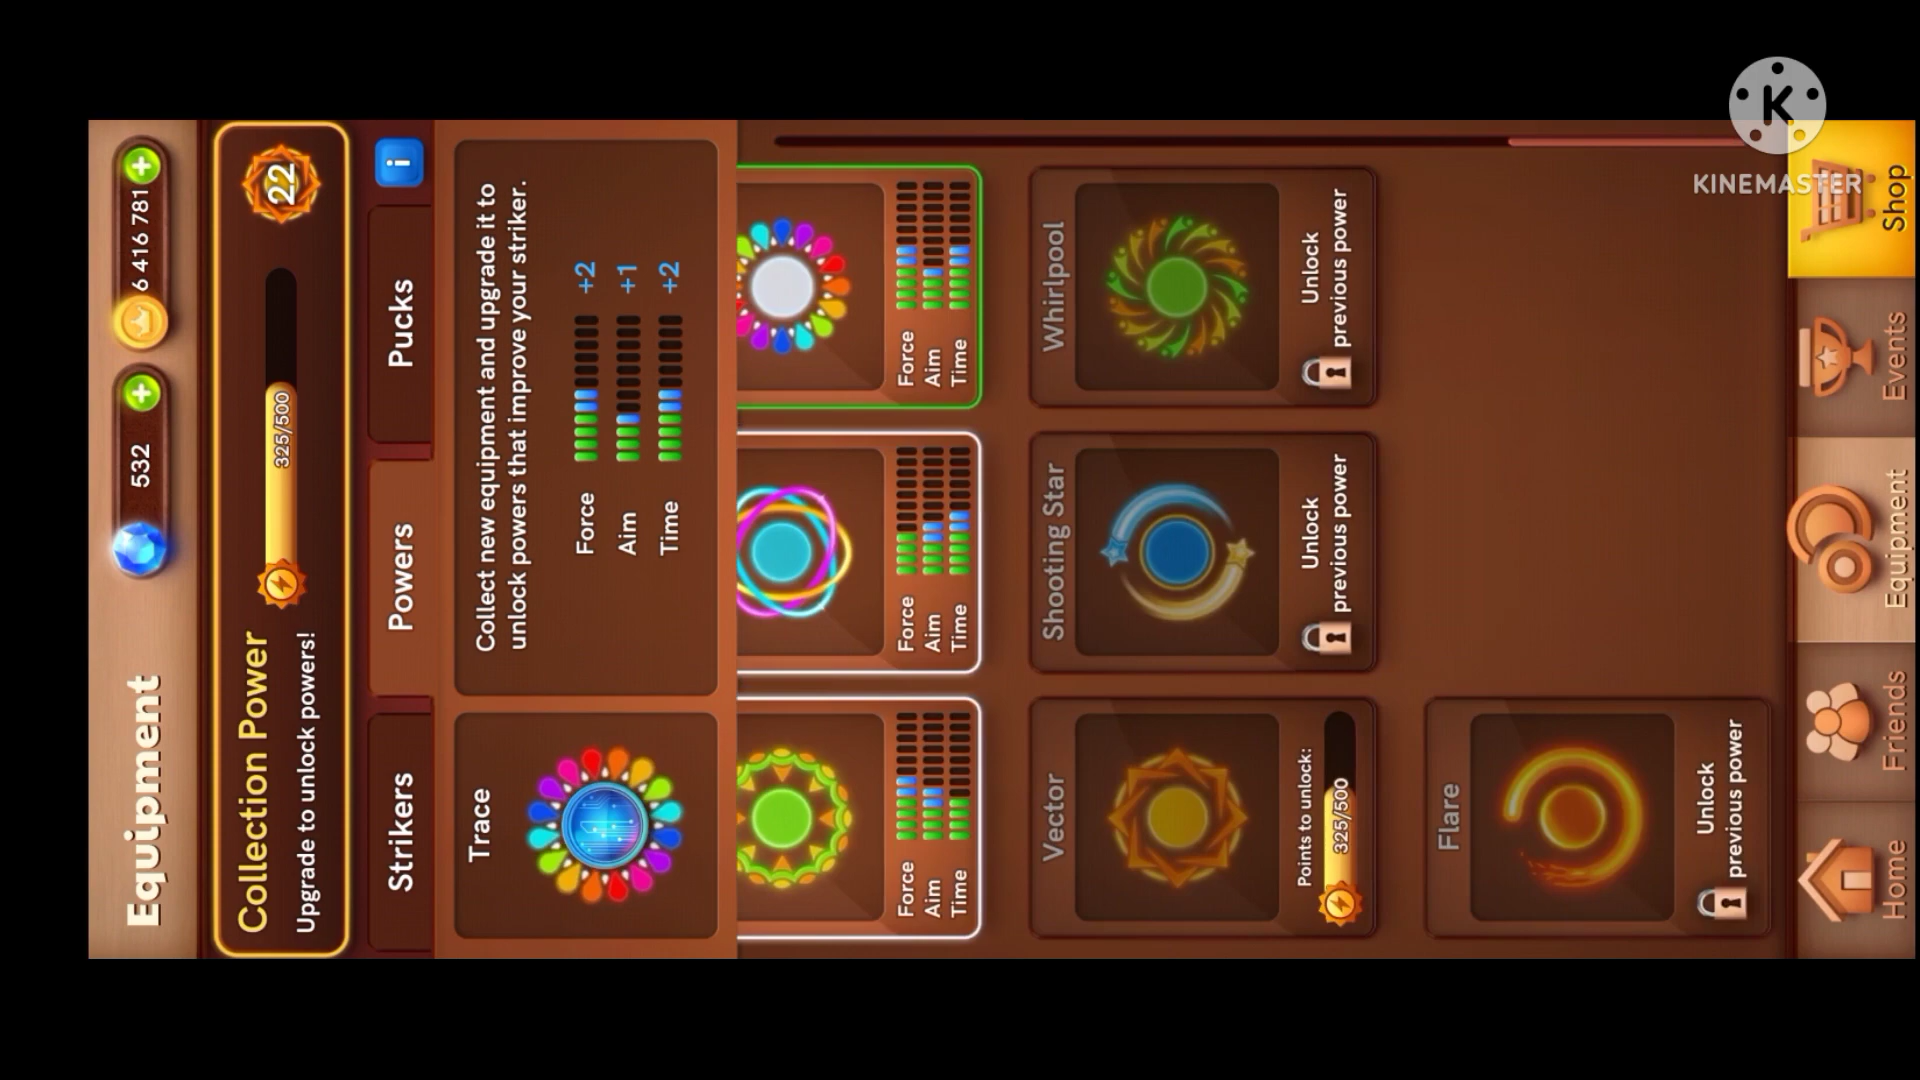 Equipment
532
6 416 781
Collection Power
Upgrade to unlock powers!
325/500
22
Strikers
Powers
Pucks
i
Trace
Collect new equipment and upgrade it to
unlock powers that improve your striker.
Force +2
Aim +1
Time +2
Force
Aim
Time
Force
Aim
Time
Force
Aim
Time
Vector
Points to unlock:
325/500
Shooting Star
Unlock
previous power
Whirlpool
Unlock
previous power
Flare
Unlock
previous power
Home
Friends
Equipment
Events
Shop
K
KINEMASTER